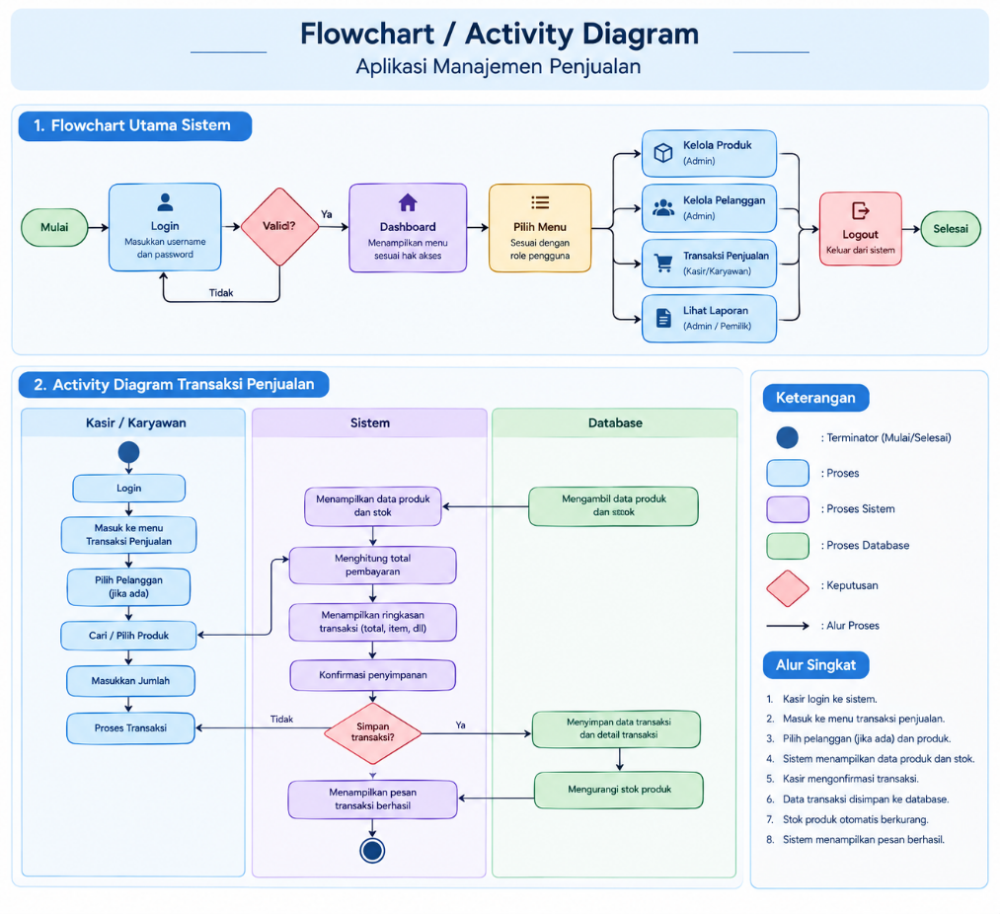 Flowchart / Activity Diagram
Aplikasi Manajemen Penjualan
1. Flowchart Utama Sistem
Mulai
Login
Masukkan username
dan password
Valid?
Ya
Tidak
Dashboard
Menampilkan menu
sesuai hak akses
Pilih Menu
Sesuai dengan
role pengguna
Kelola Produk
(Admin)
Kelola Pelanggan
(Admin)
Transaksi Penjualan
(Kasir/Karyawan)
Lihat Laporan
(Admin / Pemilik)
Logout
Keluar dari sistem
Selesai
2. Activity Diagram Transaksi Penjualan
Kasir / Karyawan
Login
Masuk ke menu
Transaksi Penjualan
Pilih Pelanggan
(jika ada)
Cari / Pilih Produk
Masukkan Jumlah
Proses Transaksi
Sistem
Menampilkan data produk
dan stok
Menghitung total
pembayaran
Menampilkan ringkasan
transaksi (total, item, dll)
Konfirmasi penyimpanan
Simpan
transaksi?
Tidak
Ya
Menampilkan pesan
transaksi berhasil
Database
Mengambil data produk
dan
Menyimpan data transaksi
dan detail transaksi
Mengurangi stok produk
Keterangan
: Terminator (Mulai/Selesai)
: Proses
: Proses Sistem
: Proses Database
: Keputusan
: Alur Proses
Alur Singkat
1. Kasir login ke sistem.
2. Masuk ke menu transaksi penjualan.
3. Pilih pelanggan (jika ada) dan produk.
4. Sistem menampilkan data produk dan stok.
5. Kasir mengonfirmasi transaksi.
6. Data transaksi disimpan ke database.
7. Stok produk otomatis berkurang.
8. Sistem menampilkan pesan berhasil.